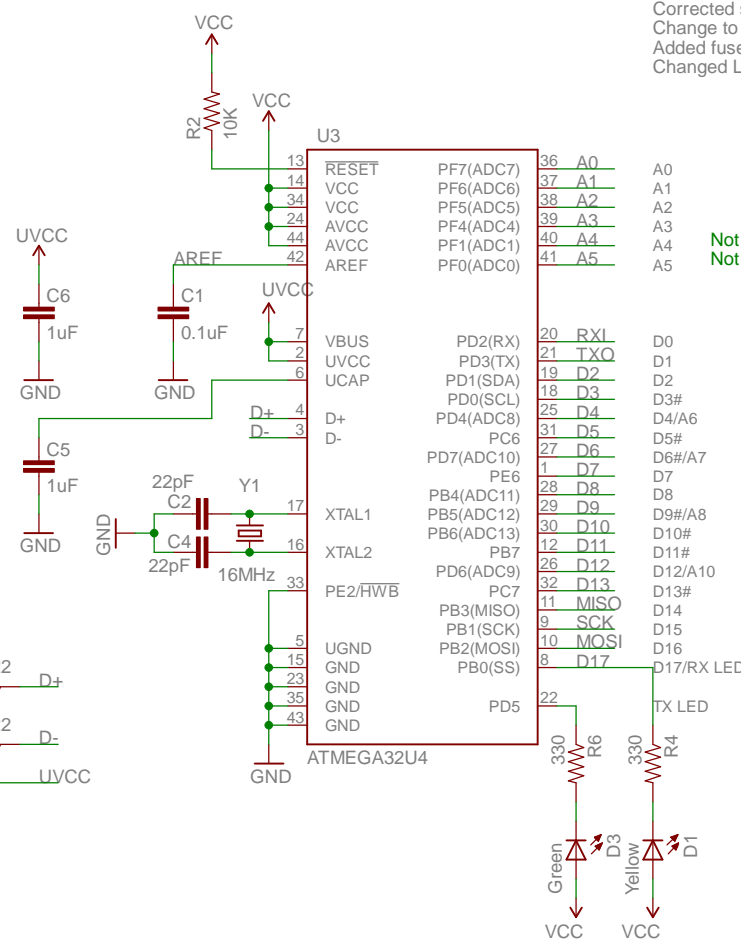 Corrected
Change to
Added fuse
Changed L
VCC
R2
10K
VCC
U3
13 RESET
14 VCC
34 VCC
24 AVCC
44 AVCC
42 AREF
AREF
7 VBUS
2 UVCC
6 UCAP
4 D+
3 D-
D+
D-
17 XTAL1
16 XTAL2
33 PE2/HWB
5 UGND
15 GND
23 GND
35 GND
43 GND
PF7(ADC7) 36 A0 A0
PF6(ADC6) 37 A1 A1
PF5(ADC5) 38 A2 A2
PF4(ADC4) 39 A3 A3
PF1(ADC1) 40 A4 A4
PF0(ADC0) 41 A5 A5
Not
Not
PD2(RX) 20 RXI D0
PD3(TX) 21 TXO D1
PD1(SDA) 19 D2 D2
PD0(SCL) 18 D3 D3#
PD4(ADC8) 25 D4 D4/A6
PC6 31 D5 D5#
PD7(ADC10) 27 D6 D6#/A7
PE6 1 D7 D7
PB4(ADC11) 28 D8 D8
PB5(ADC12) 29 D9 D9#/A8
PB6(ADC13) 30 D10 D10#
PB7 12 D11 D11#
PD6(ADC9) 26 D12 D12/A10
PC7 32 D13 D13#
PB3(MISO) 11 MISO D14
PB1(SCK) 9 SCK D15
PB2(MOSI) 10 MOSI D16
PB0(SS) 8 D17 D17/RX LED
PD5 22 TX LED
ATMEGA32U4
UVCC
C6
1uF
GND
C1
0.1uF
GND
UVCC
C5
1uF
GND
22pF
C2
C4
22pF
GND
Y1
16MHz
GND
2
D+
2
D-
UVCC
330
R6
330
R4
Green
D3
Yellow
D1
VCC
VCC